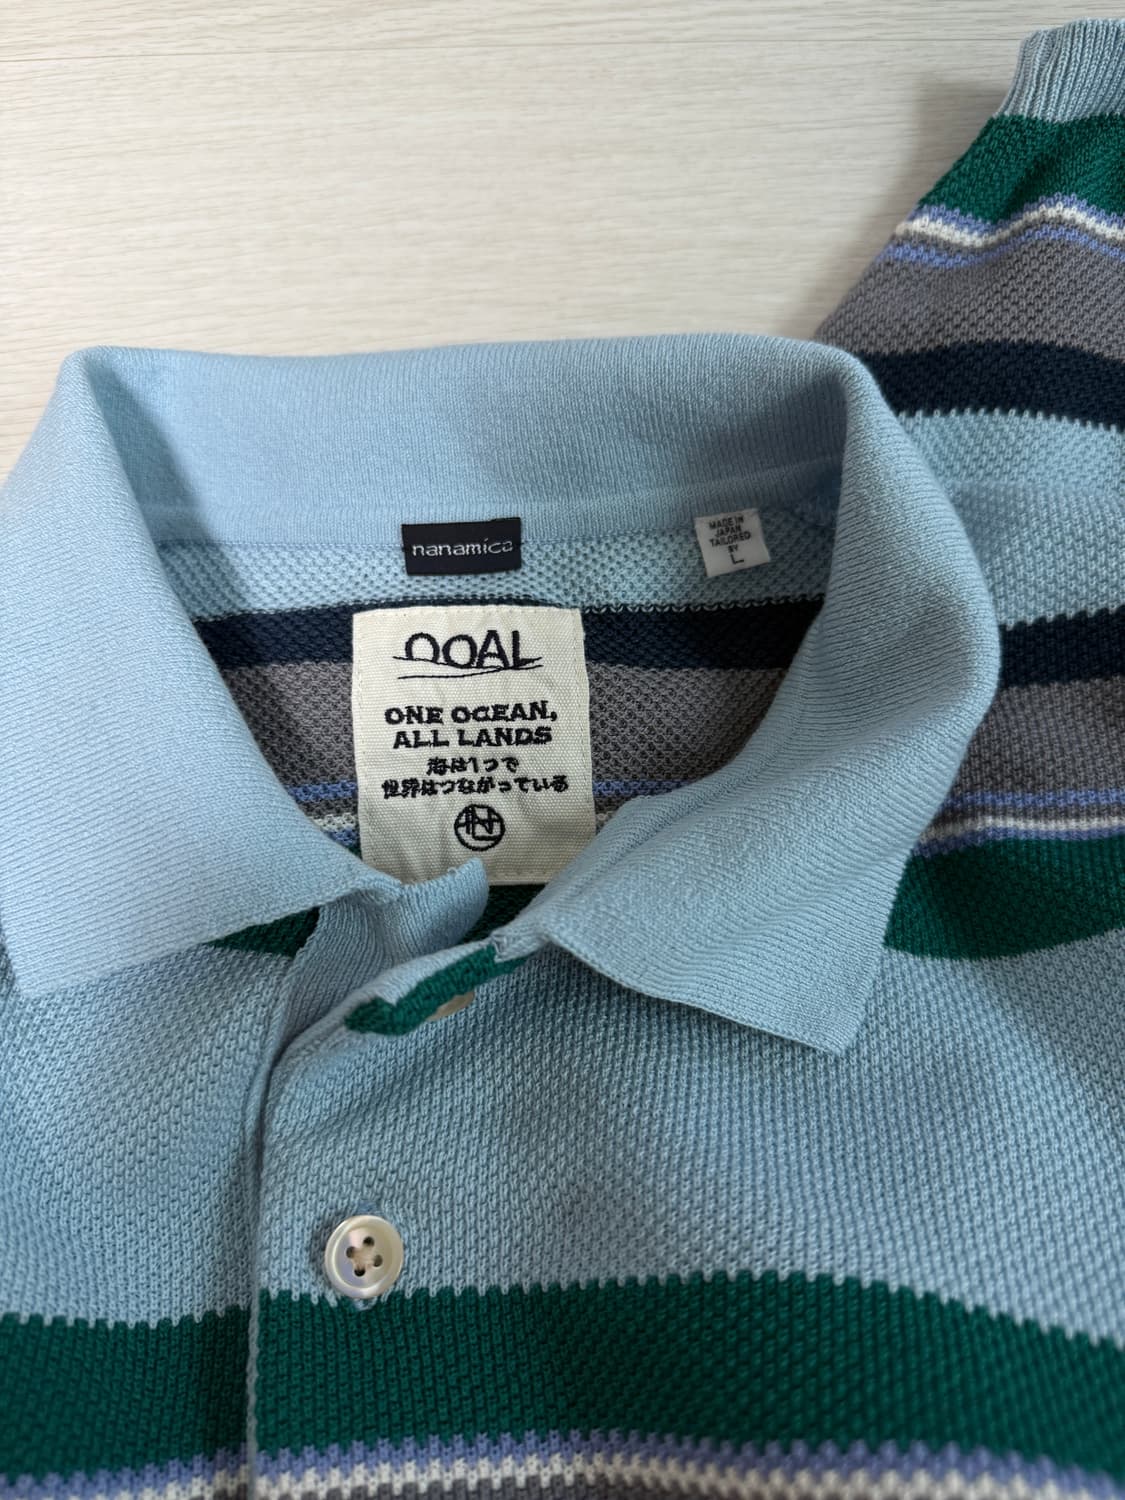 nanamica
MADE IN
JAPAN
TAILORED
BY
L
OOAL
ONE OCEAN,
ALL LANDS
海は1つで
世界はつながっている